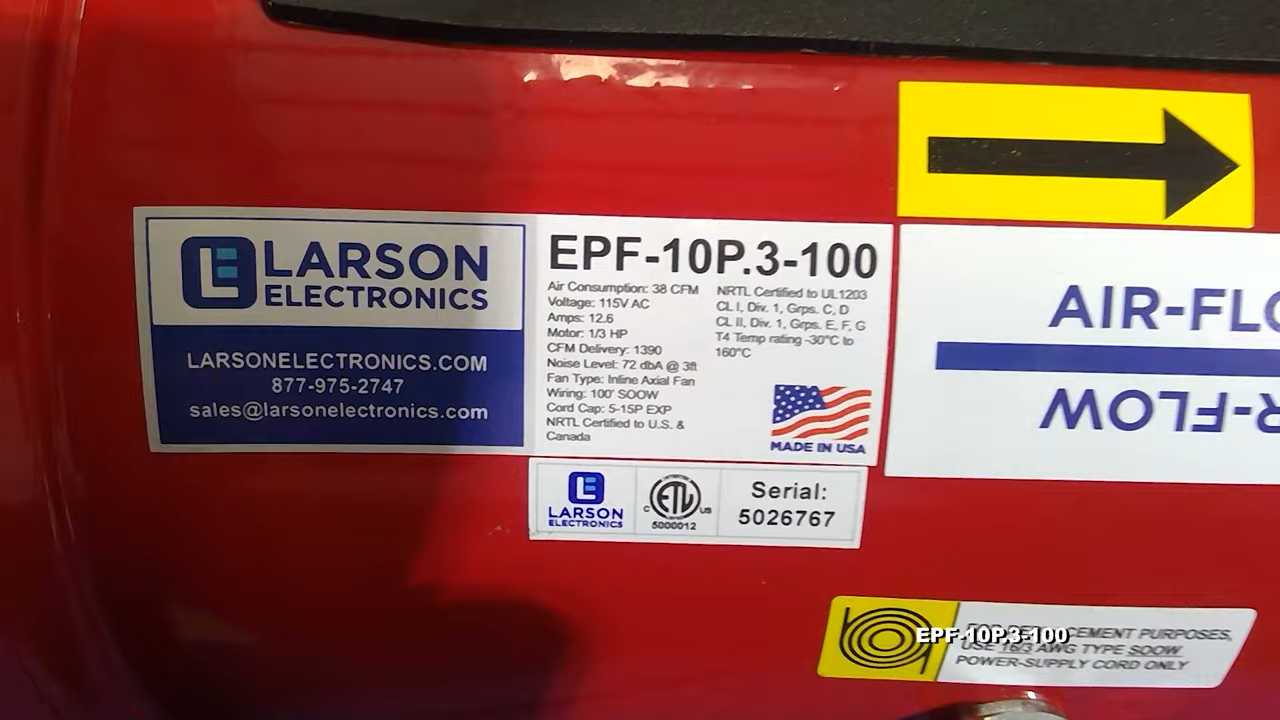 LARSON
ELECTRONICS
LARSONELECTRONICS.COM
877-975-2747
sales@larsonelectronics.com
EPF-10P.3-100
Air Consumption: 38 CFM
Voltage: 115V AC
Amps: 12.6
Motor: 1/3 HP
CFM Delivery: 1390
Noise Level: 72 dbA @ 3ft
Fan Type: Inline Axial Fan
Wiring: 100' SOOW
Cord Cap: 5-15P EXP
NRTL Certified to U.S. &
Canada
NRTL Certified to UL1203
CL I, Div. 1, Grps. C, D
CL II, Div. 1, Grps. E, F, G
T4 Temp rating -30°C to
160°C
MADE IN USA
AIR-FLO
R-FLOW
LARSON
ELECTRONICS
C ETL US
5000012
Serial:
5026767
EPF-10P.3-100
PURPOSES,
USE 16/3 AWG TYPE SOOW
POWER-SUPPLY CORD ONLY